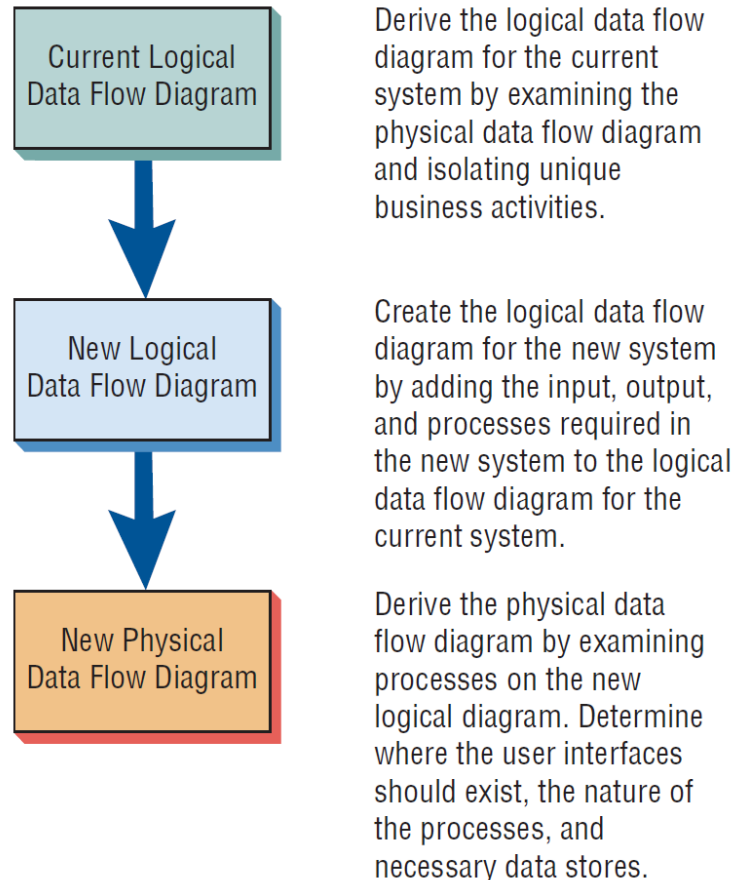 Current Logical
Data Flow Diagram
Derive the logical data flow
diagram for the current
system by examining the
physical data flow diagram
and isolating unique
business activities.
New Logical
Data Flow Diagram
Create the logical data flow
diagram for the new system
by adding the input, output,
and processes required in
the new system to the logical
data flow diagram for the
current system.
New Physical
Data Flow Diagram
Derive the physical data
flow diagram by examining
processes on the new
logical diagram. Determine
where the user interfaces
should exist, the nature of
the processes, and
necessary data stores.